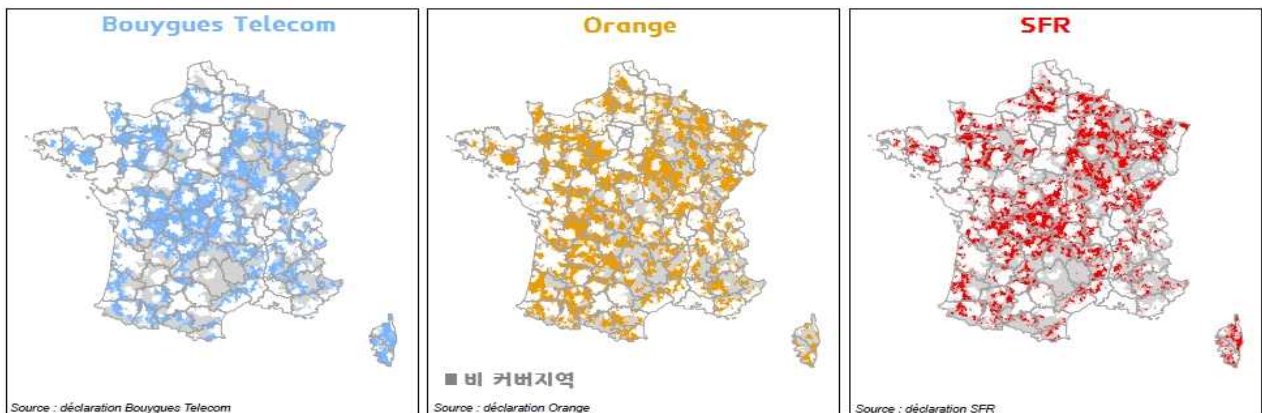 Bouygues Telecom
Orange
SFR
■ 비 커버지역
Source : déclaration Bouygues Telecom
Source : déclaration Orange
Source : déclaration SFR